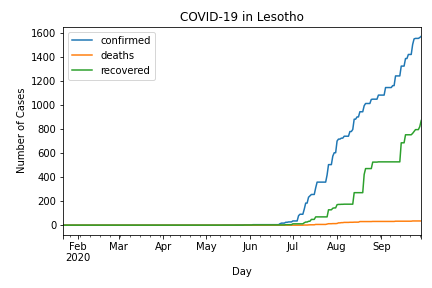 COVID-19 in Lesotho
1600
1400
1200
1000
800
600
400
200
0
Number of Cases
confirmed
deaths
recovered
Feb Mar Apr May Jun Jul Aug Sep
2020
Day